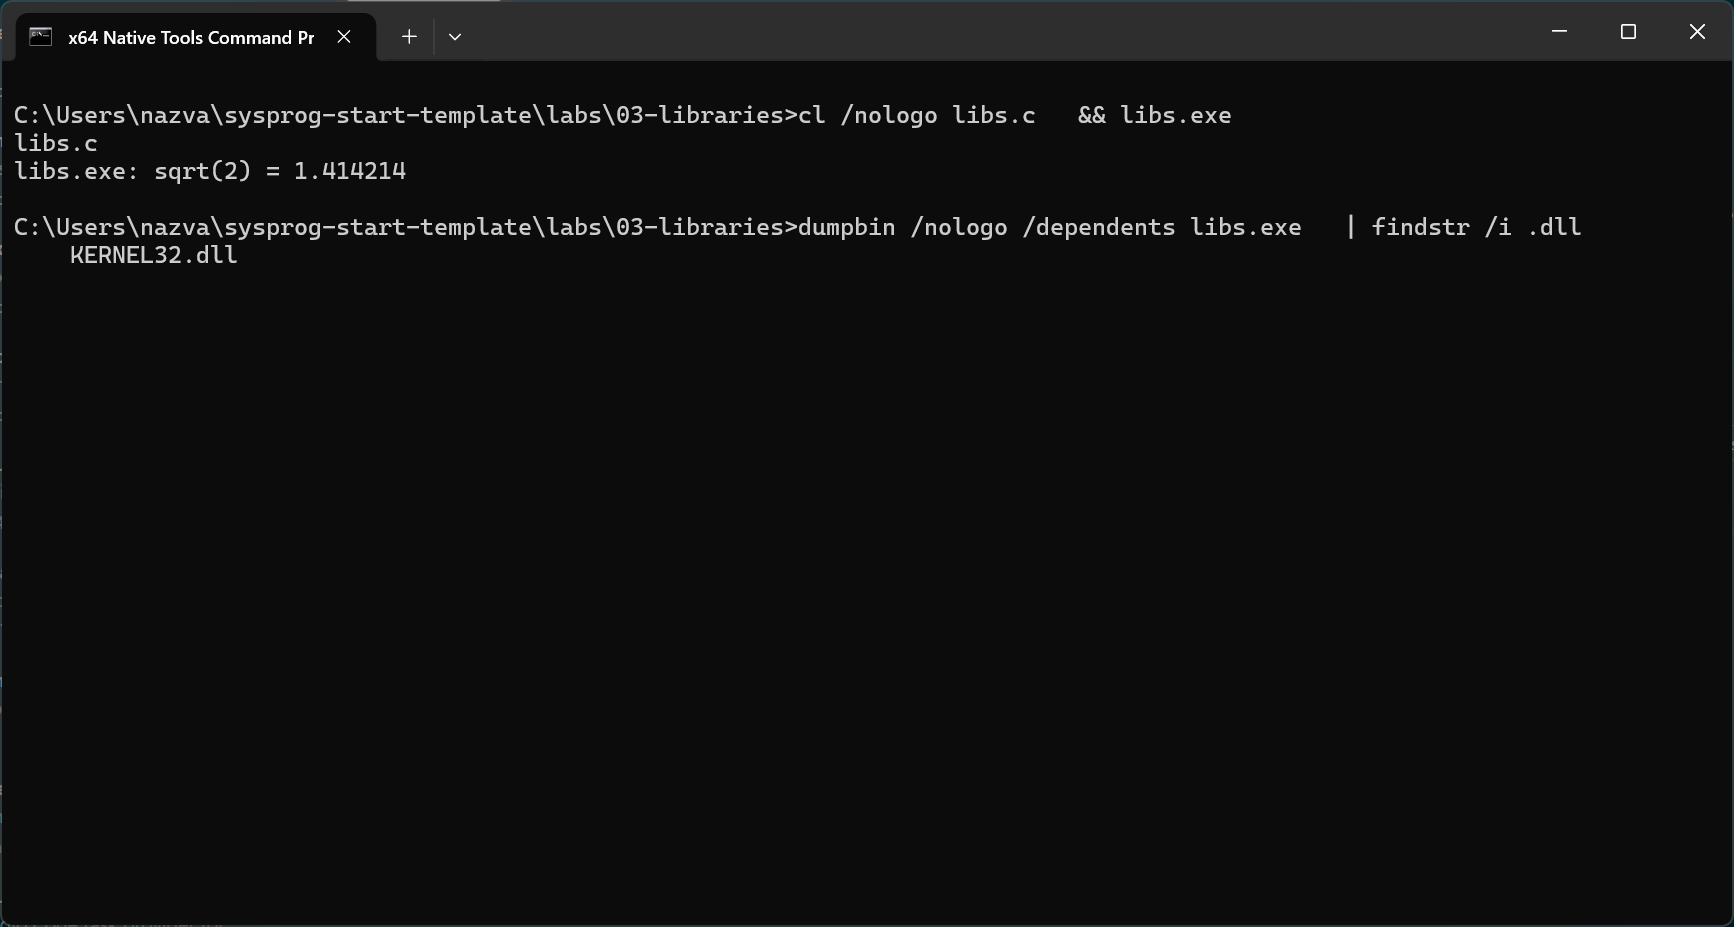 x64 Native Tools Command Pr
C:\Users\nazva\sysprog-start-template\labs\03-libraries>cl /nologo libs.c   && libs.exe
libs.c
libs.exe: sqrt(2) = 1.414214
C:\Users\nazva\sysprog-start-template\labs\03-libraries>dumpbin /nologo /dependents libs.exe   | findstr /i .dll
    KERNEL32.dll